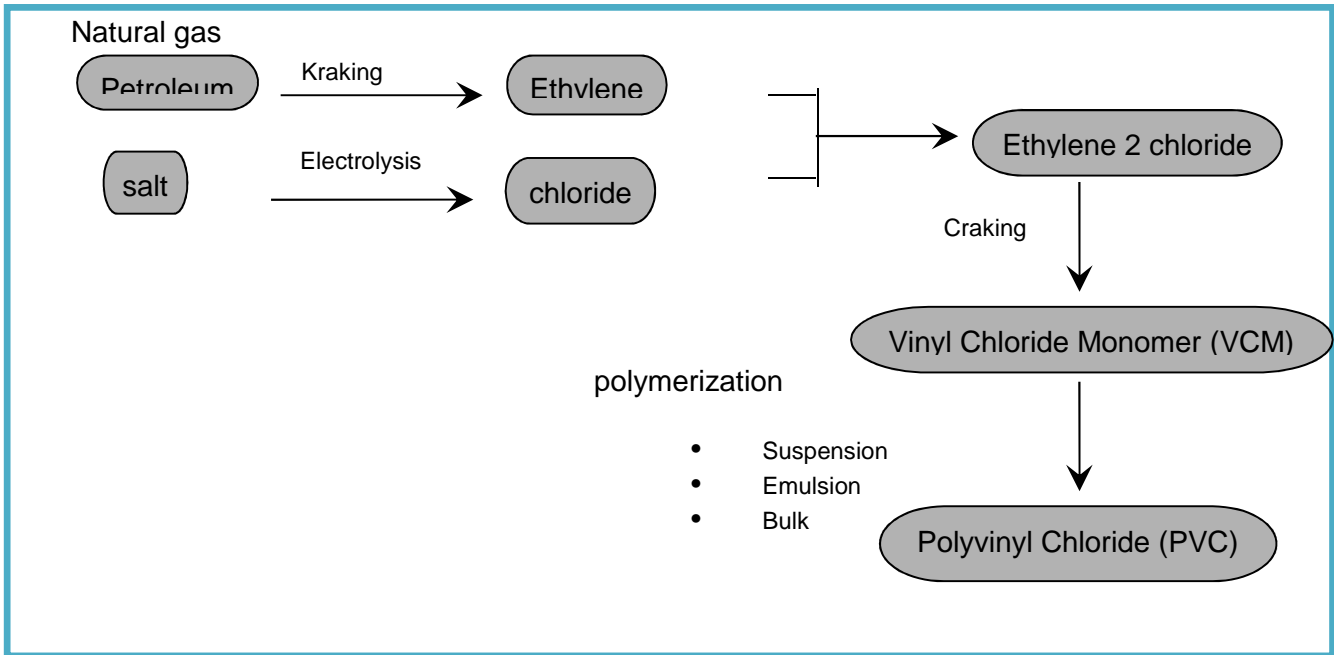 Natural gas
Petroleum
Kraking
Ethylene
Ethylene 2 chloride
salt
Electrolysis
chloride
Craking
Vinyl Chloride Monomer (VCM)
polymerization
• Suspension
• Emulsion
• Bulk
Polyvinyl Chloride (PVC)